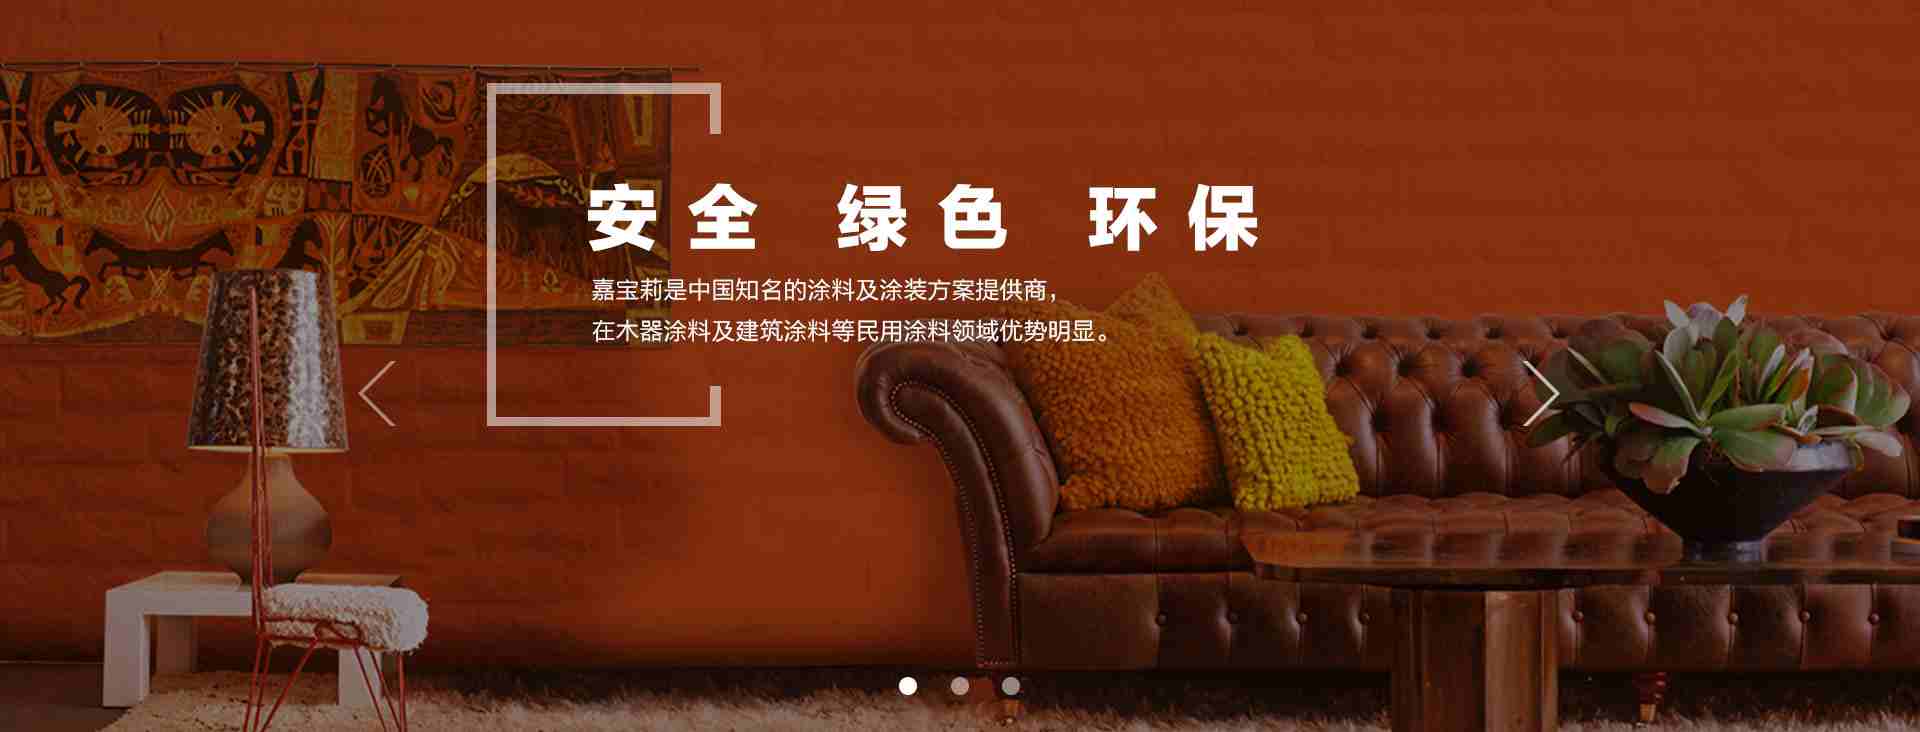 安全 绿色 环保
嘉宝莉是中国知名的涂料及涂装方案提供商，
在木器涂料及建筑涂料等民用涂料领域优势明显。